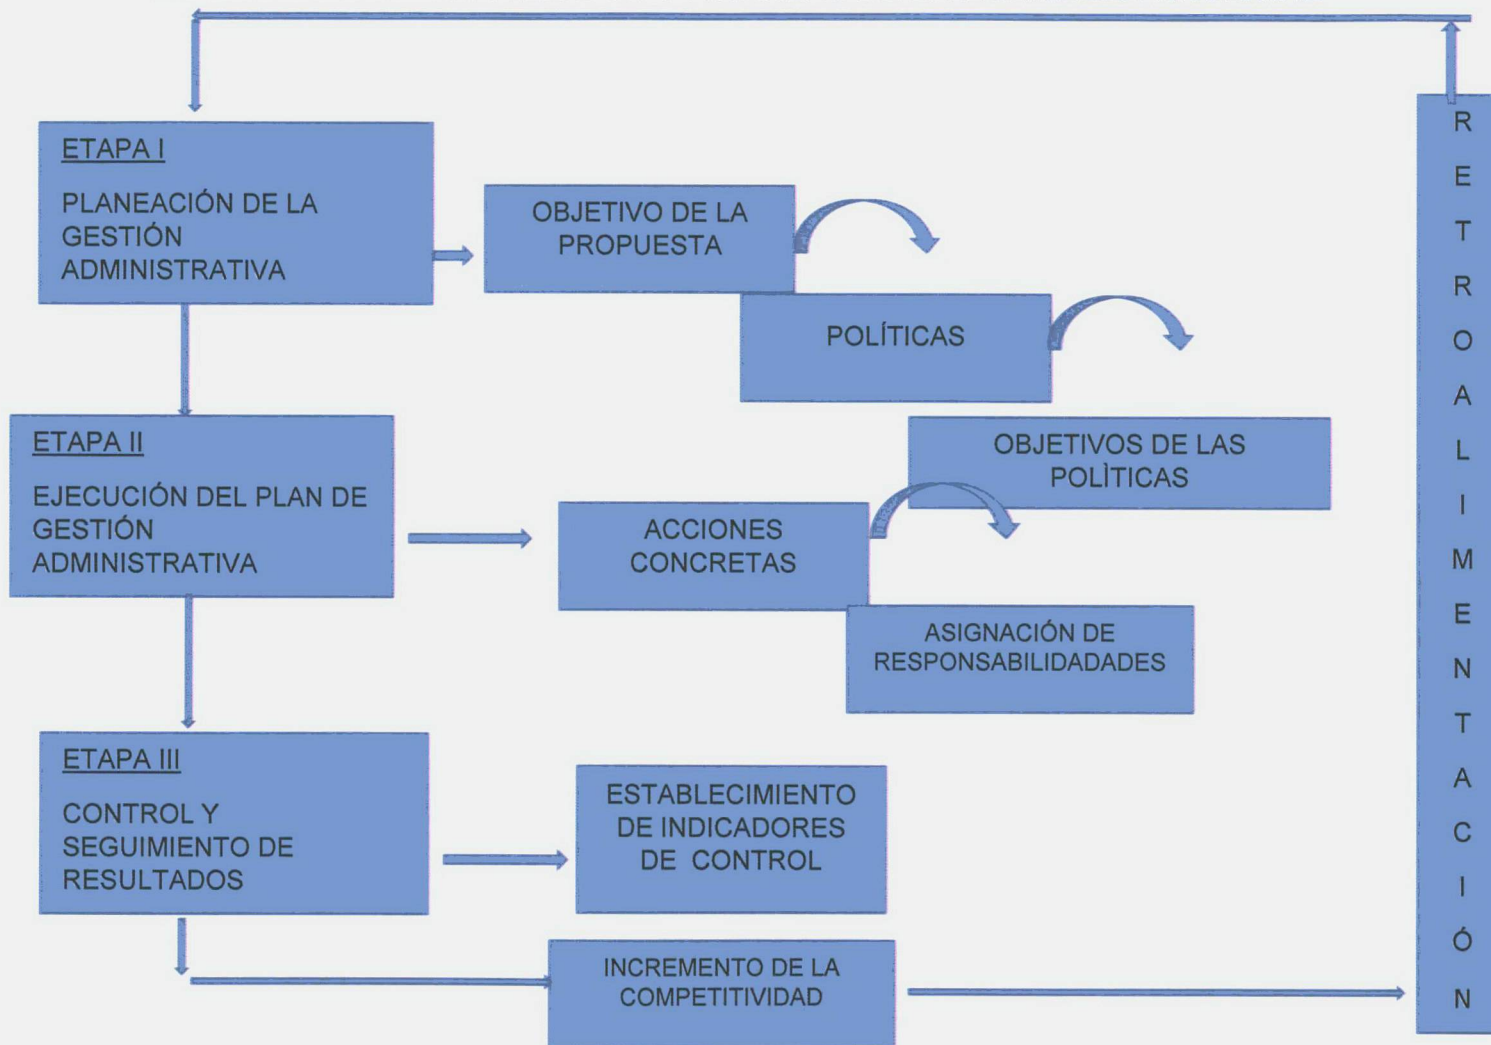 ETAPA I
PLANEACIÓN DE LA
GESTIÓN
ADMINISTRATIVA
OBJETIVO DE LA
PROPUESTA
POLÍTICAS
OBJETIVOS DE LAS
POLÌTICAS
ETAPA II
EJECUCIÓN DEL PLAN DE
GESTIÓN
ADMINISTRATIVA
ACCIONES
CONCRETAS
ASIGNACIÓN DE
RESPONSABILIDADADES
ETAPA III
CONTROL Y
SEGUIMIENTO DE
RESULTADOS
ESTABLECIMIENTO
DE INDICADORES
DE CONTROL
INCREMENTO DE LA
COMPETITIVIDAD
RETROALIMENTACIÓN